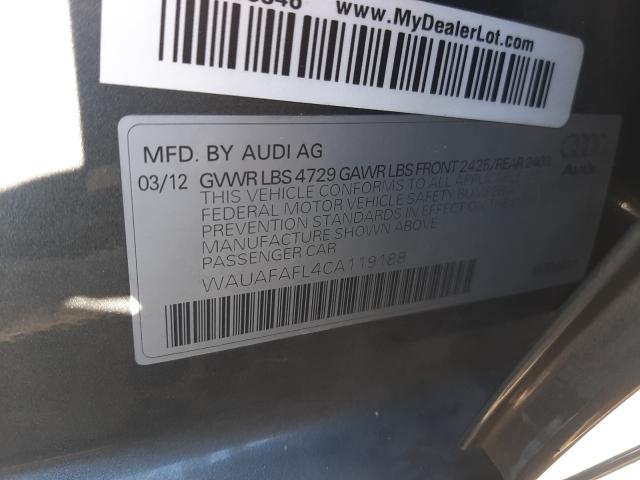 www.MyDealerLot.com
MFD. BY AUDI AG
03/12 GVWR LBS 4729 GAWR LBS FRONT 2425/REAR
THIS VEHICLE CONFORMS TO ALL
FEDERAL MOTOR VEHICLE SAFETY
PREVENTION STANDARDS IN EFFECT ON THE
MANUFACTURE SHOWN ABOVE
PASSENGER CAR
WAUAFAFL4CA119188
Audi